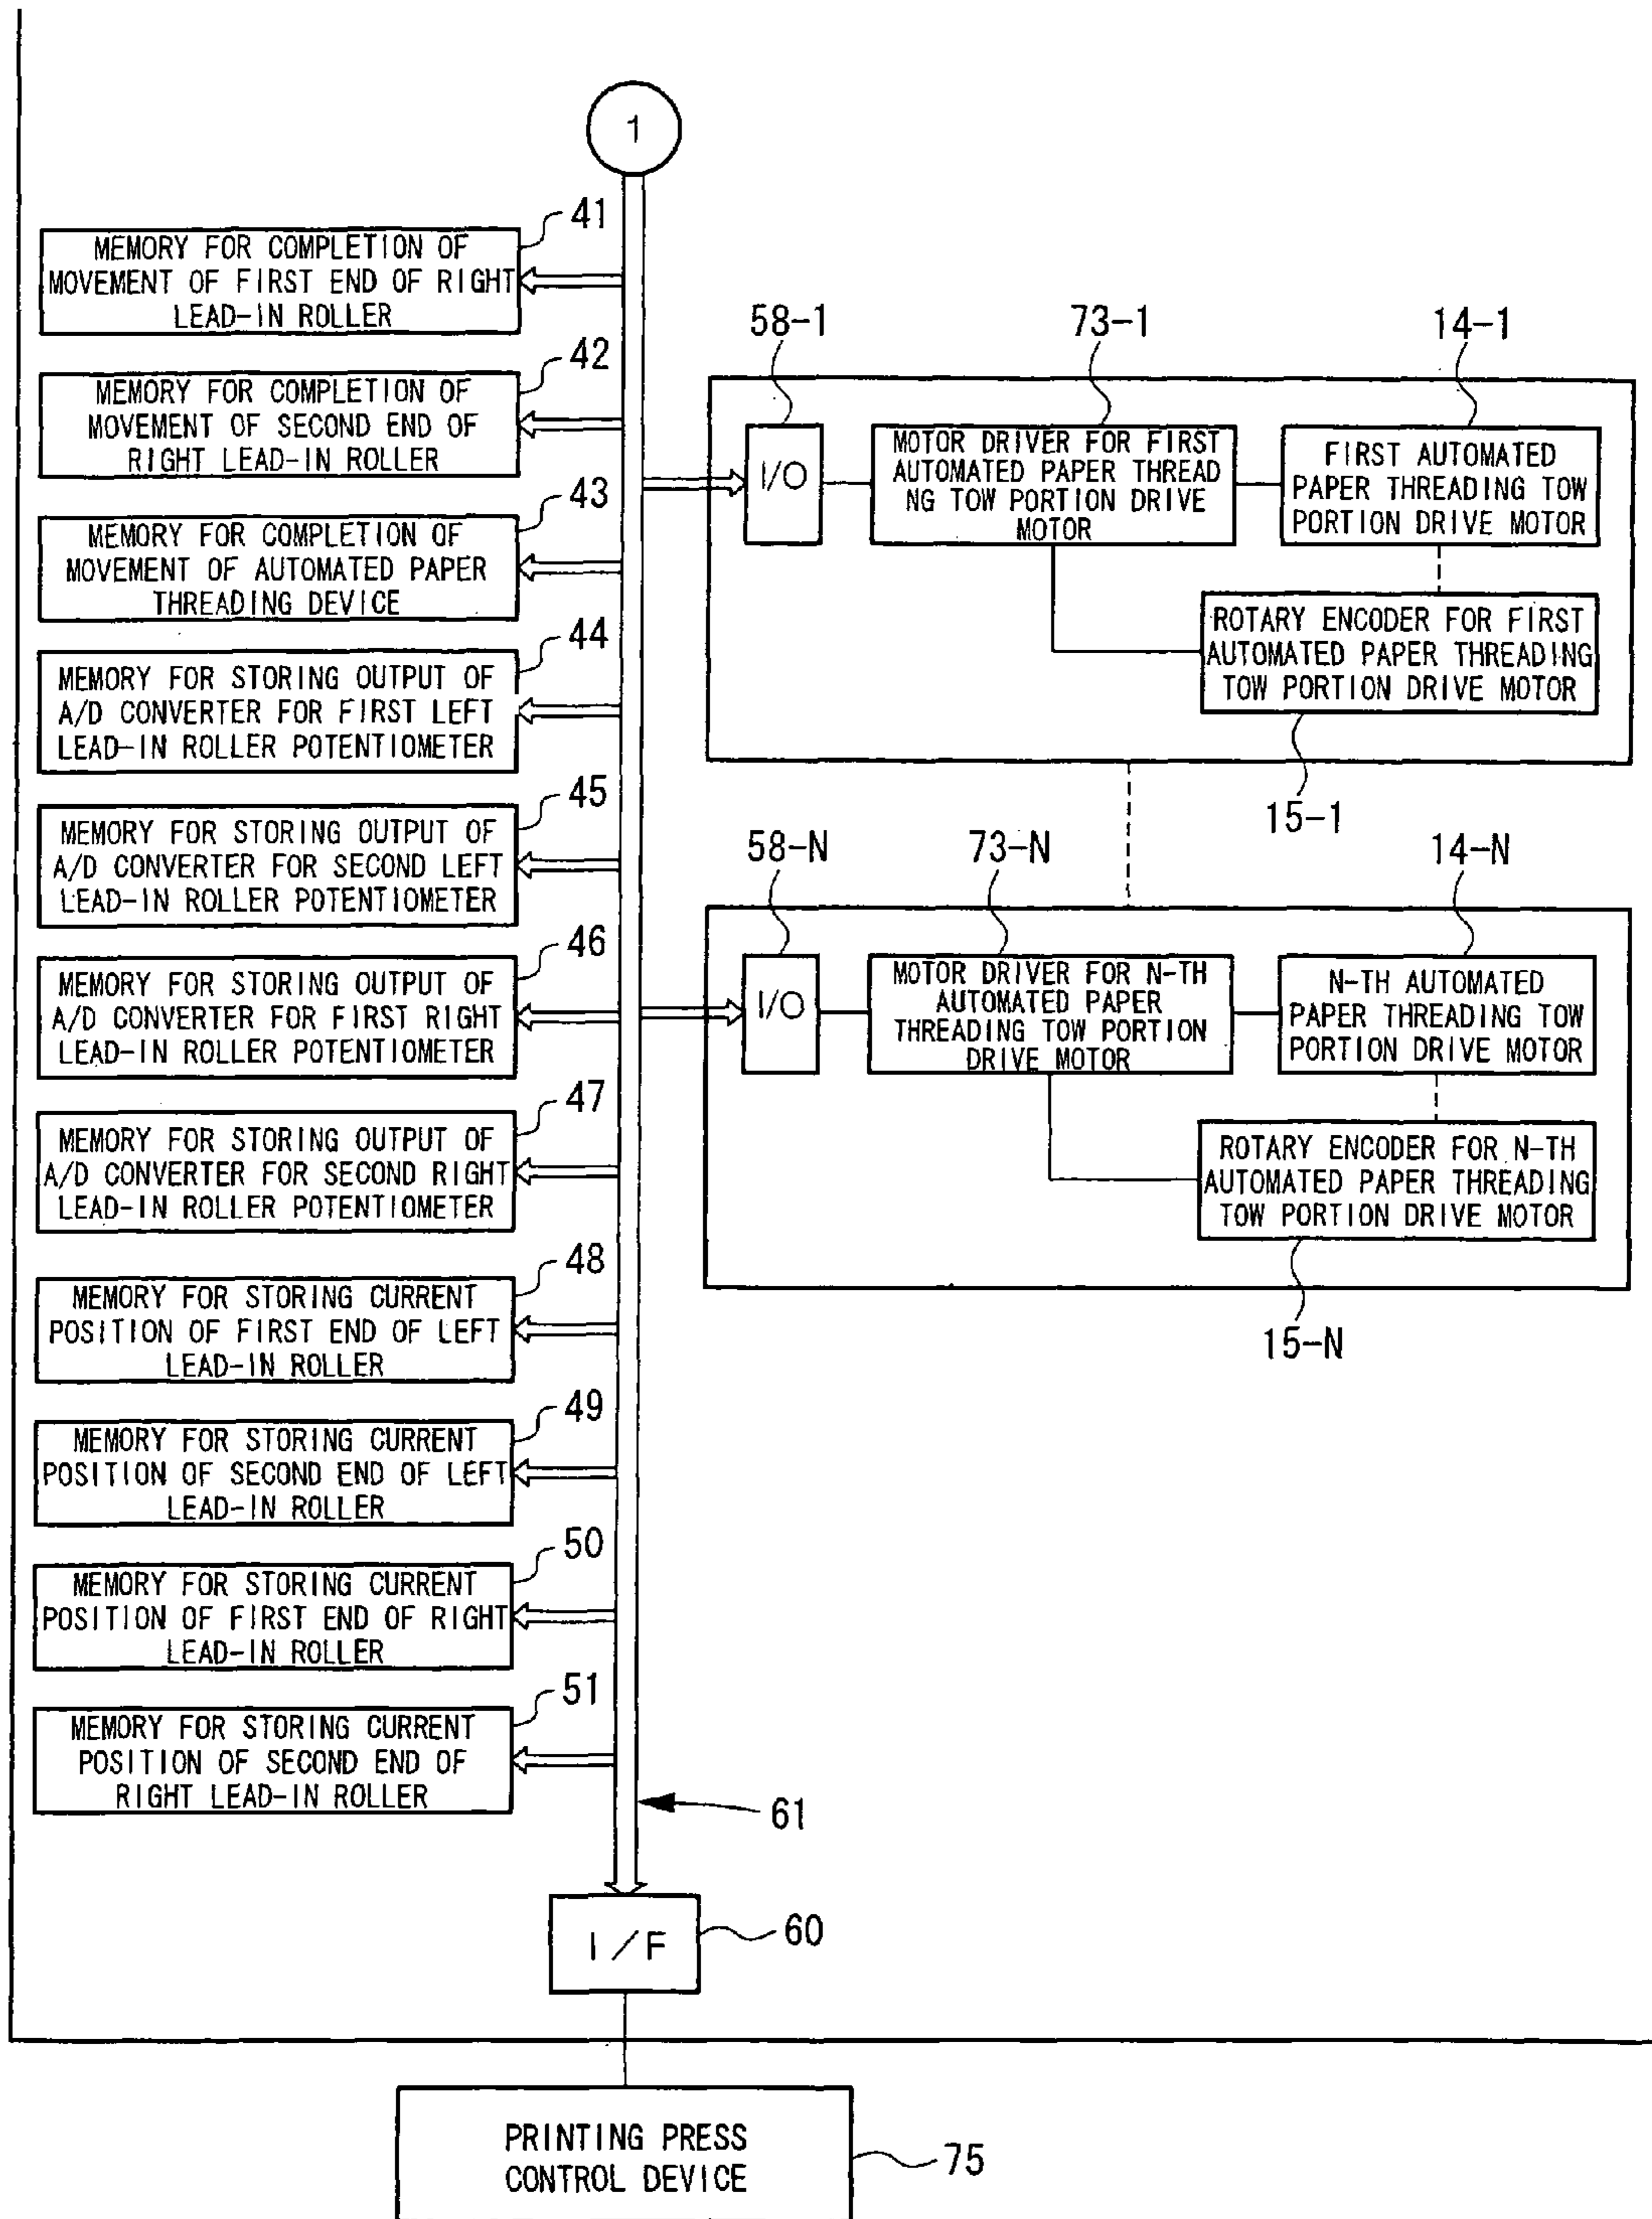 1
41
MEMORY FOR COMPLETION OF
MOVEMENT OF FIRST END OF RIGHT
LEAD-IN ROLLER
42
MEMORY FOR COMPLETION OF
MOVEMENT OF SECOND END OF
RIGHT LEAD-IN ROLLER
43
MEMORY FOR COMPLETION OF
MOVEMENT OF AUTOMATED PAPER
THREADING DEVICE
44
MEMORY FOR STORING OUTPUT OF
A/D CONVERTER FOR FIRST LEFT
LEAD-IN ROLLER POTENTIOMETER
45
MEMORY FOR STORING OUTPUT OF
A/D CONVERTER FOR SECOND LEFT
LEAD-IN ROLLER POTENTIOMETER
46
MEMORY FOR STORING OUTPUT OF
A/D CONVERTER FOR FIRST RIGHT
LEAD-IN ROLLER POTENTIOMETER
47
MEMORY FOR STORING OUTPUT OF
A/D CONVERTER FOR SECOND RIGHT
LEAD-IN ROLLER POTENTIOMETER
48
MEMORY FOR STORING CURRENT
POSITION OF FIRST END OF LEFT
LEAD-IN ROLLER
49
MEMORY FOR STORING CURRENT
POSITION OF SECOND END OF LEFT
LEAD-IN ROLLER
50
MEMORY FOR STORING CURRENT
POSITION OF FIRST END OF RIGHT
LEAD-IN ROLLER
51
MEMORY FOR STORING CURRENT
POSITION OF SECOND END OF
RIGHT LEAD-IN ROLLER
58-1
73-1
14-1
I/O
MOTOR DRIVER FOR FIRST
AUTOMATED PAPER THREAD
NG TOW PORTION DRIVE
MOTOR
FIRST AUTOMATED
PAPER THREADING TOW
PORTION DRIVE MOTOR
ROTARY ENCODER FOR FIRST
AUTOMATED PAPER THREADING
TOW PORTION DRIVE MOTOR
15-1
58-N
73-N
14-N
I/O
MOTOR DRIVER FOR N-TH
AUTOMATED PAPER
THREADING TOW PORTION
DRIVE MOTOR
N-TH AUTOMATED
PAPER THREADING TOW
PORTION DRIVE MOTOR
ROTARY ENCODER FOR N-TH
AUTOMATED PAPER THREADING
TOW PORTION DRIVE MOTOR
15-N
61
I/F
60
PRINTING PRESS
CONTROL DEVICE
75